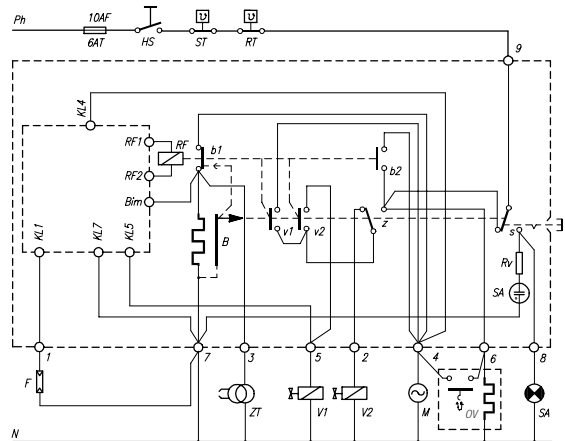 Ph
10AF
6AT
HS
ST
RT
9
KL4
RF1
RF
b1
RF2
b2
Bim
KL1
KL7
KL5
B
v1
v2
z
s
Rv
SA
1
7
3
5
2
4
6
8
F
ZT
V1
V2
M
OV
SA
N